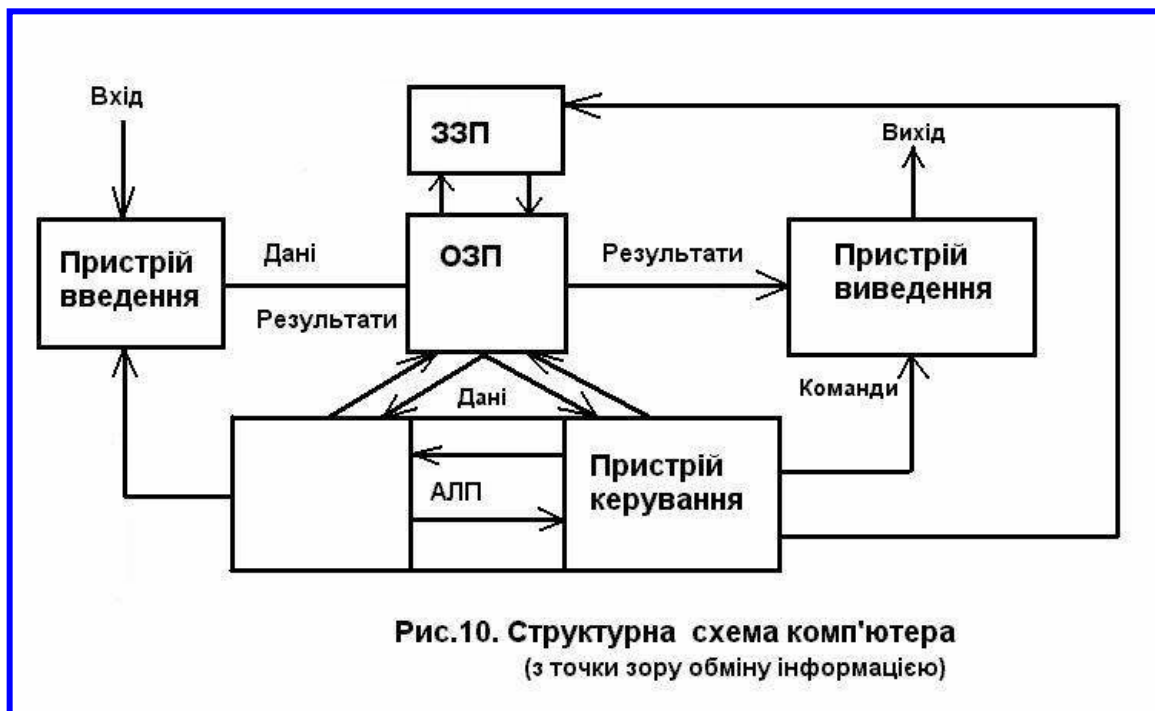 Вхід
ЗЗП
Вихід
Пристрій
введення
Дані
ОЗП
Результати
Пристрій
виведення
Результати
Команди
Дані
АЛП
Пристрій
керування
Рис.10. Структурна схема комп'ютера
(з точки зору обміну інформацією)